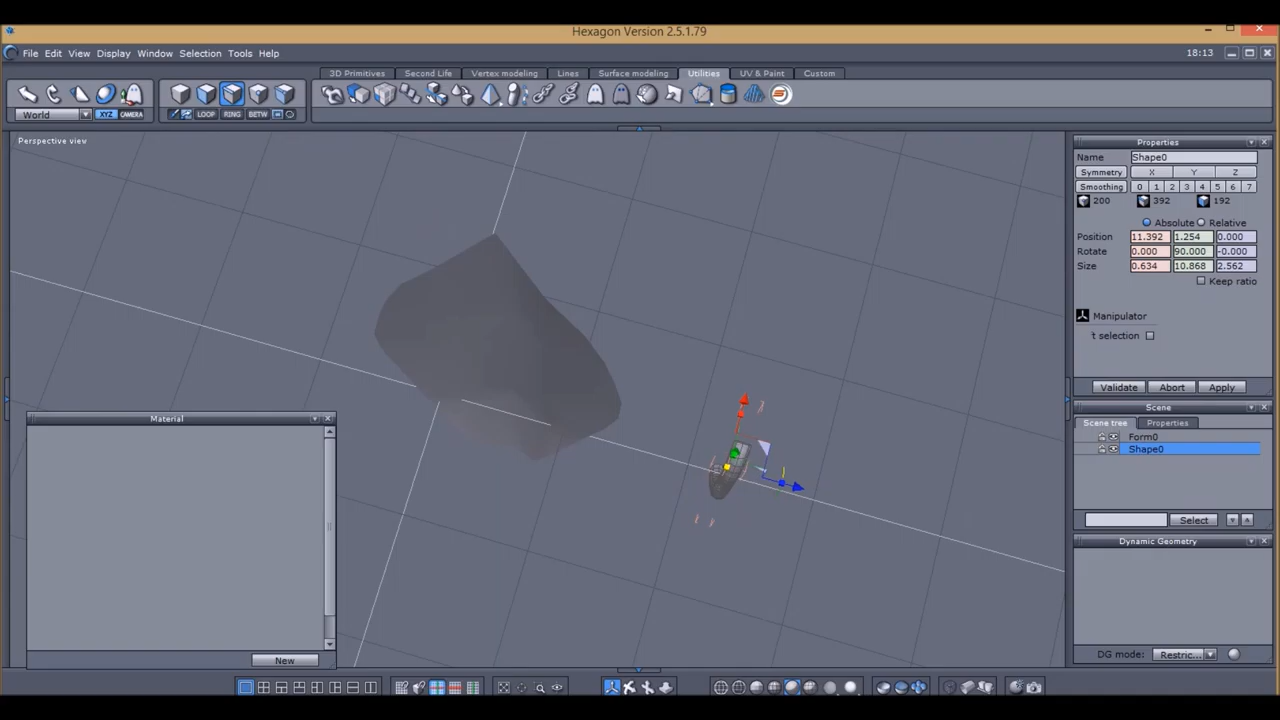 Hexagon Version 2.5.1.79
File Edit View Display Window Selection Tools Help
18:13
3D Primitives Second Life Vertex modeling Lines Surface modeling Utilities UV & Paint Custom
World XYZ CAMERA LOOP RING BETW
Perspective view
Properties
Name Shape0
Symmetry X Y Z
Smoothing 0 1 2 3 4 5 6 7
200 392 192
Absolute Relative
Position 11.392 1.254 0.000
Rotate 0.000 90.000 -0.000
Size 0.634 10.868 2.562
Keep ratio
Manipulator
t selection
Validate Abort Apply
Scene
Scene tree Properties
Form0
Shape0
Select
Dynamic Geometry
DG mode: Restric...
Material
New